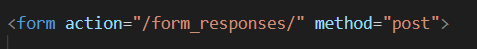 <form action="/form_responses/" method="post">